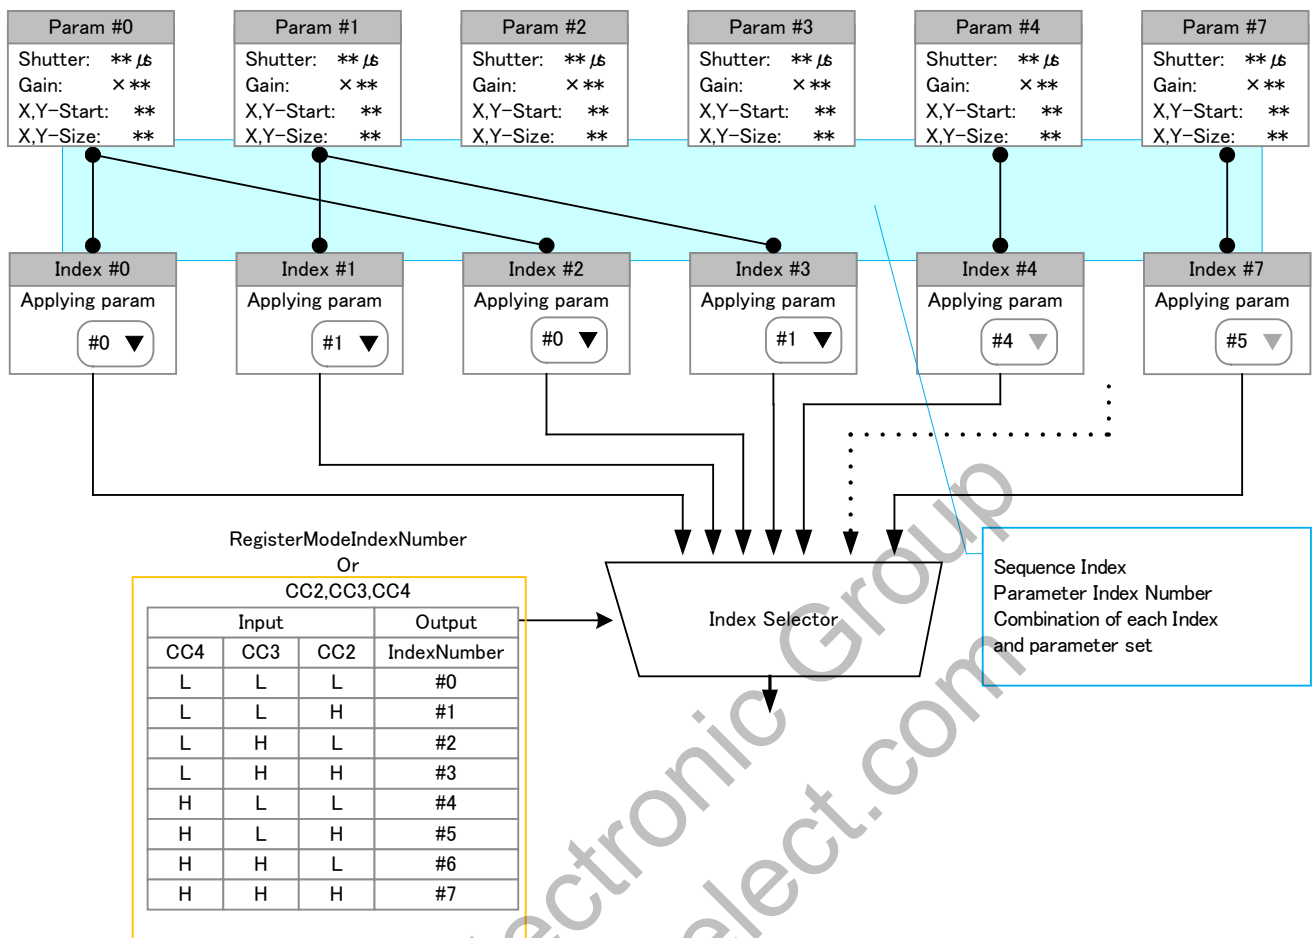 Param #0 Param #1 Param #2 Param #3 Param #4 Param #7
Shutter: **μs Shutter: **μs Shutter: **μs Shutter: **μs Shutter: **μs Shutter: **μs
Gain: ×** Gain: ×** Gain: ×** Gain: ×** Gain: ×** Gain: ×**
X,Y-Start: ** X,Y-Start: ** X,Y-Start: ** X,Y-Start: ** X,Y-Start: ** X,Y-Start: **
X,Y-Size: ** X,Y-Size: ** X,Y-Size: ** X,Y-Size: ** X,Y-Size: ** X,Y-Size: **
Index #0 Index #1 Index #2 Index #3 Index #4 Index #7
Applying param Applying param Applying param Applying param Applying param Applying param
#0 ▼ #1 ▼ #0 ▼ #1 ▼ #4 ▼ #5 ▼
RegisterModeIndexNumber
Or
CC2,CC3,CC4
Input Output
CC4 CC3 CC2 IndexNumber
L L L #0
L L H #1
L H L #2
L H H #3
H L L #4
H L H #5
H H L #6
H H H #7
Index Selector
Sequence Index
Parameter Index Number
Combination of each Index
and parameter set
Group